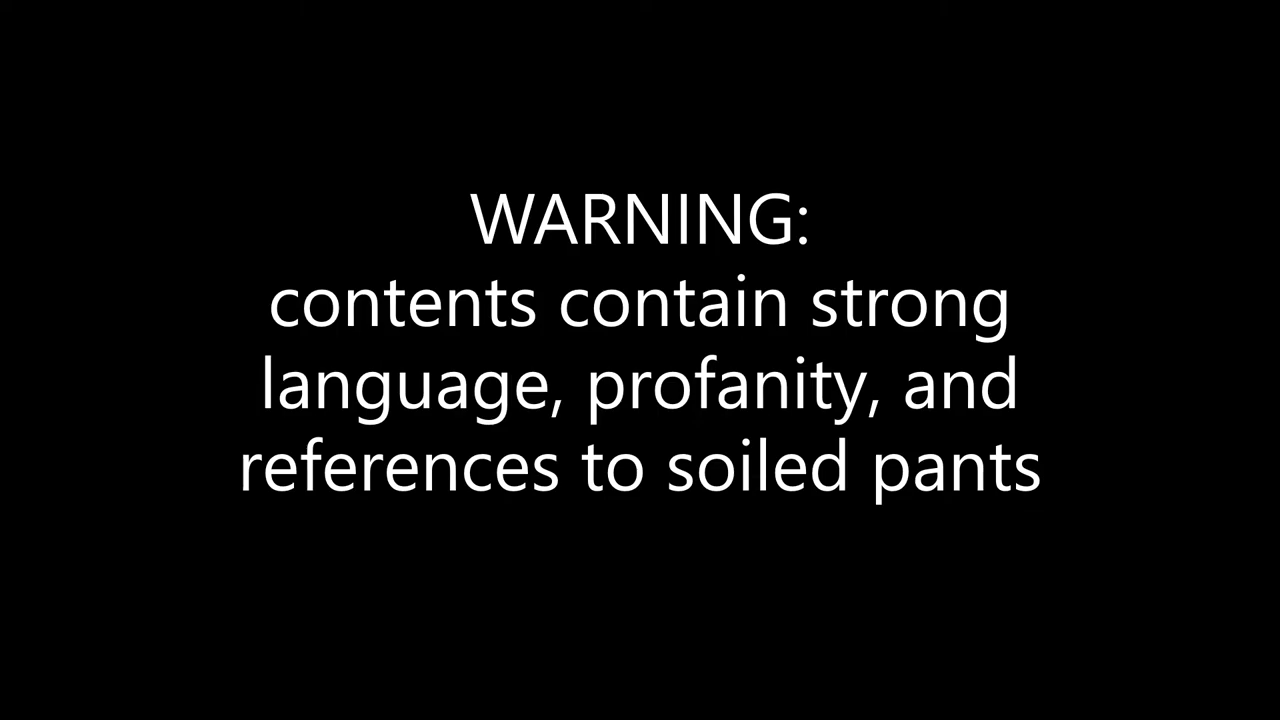 WARNING:
contents contain strong
language, profanity, and
references to soiled pants